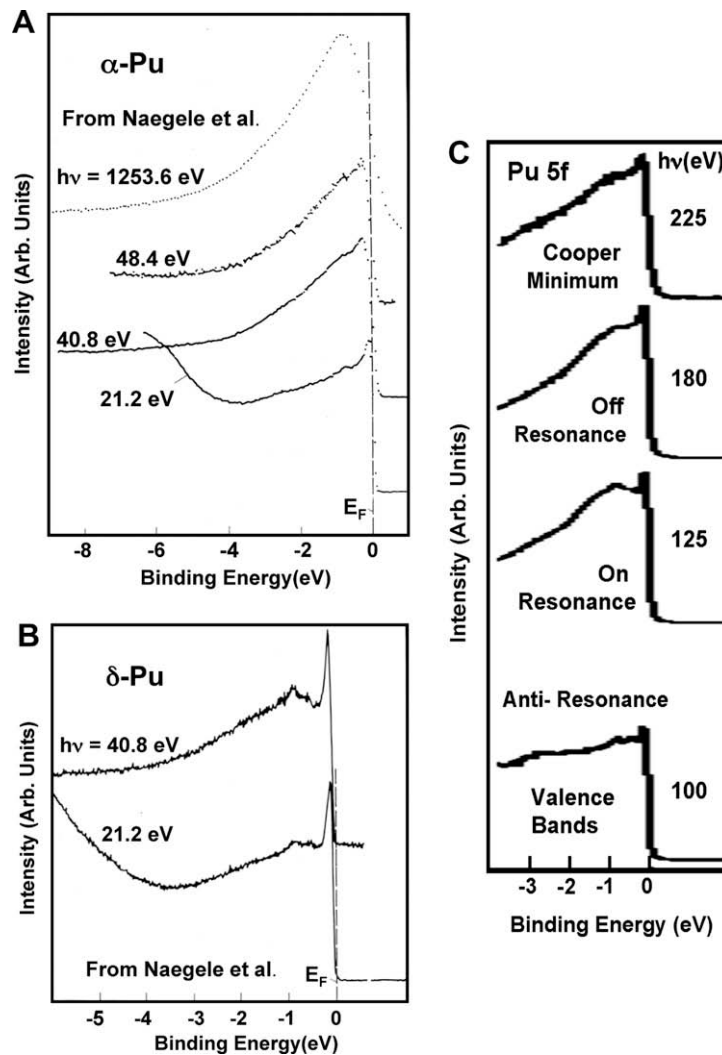 A
α-Pu
From Naegele et al.
hν = 1253.6 eV
48.4 eV
40.8 eV
21.2 eV
E_F
Intensity (Arb. Units)
-8 -6 -4 -2 0
Binding Energy(eV)
B
δ-Pu
hν = 40.8 eV
21.2 eV
From Naegele et al.
E_F
Intensity (Arb. Units)
-5 -4 -3 -2 -1 0
Binding Energy(eV)
C
Pu 5f
hν(eV)
225
Cooper
Minimum
180
Off
Resonance
125
On
Resonance
Anti- Resonance
100
Valence
Bands
Intensity (Arb. Units)
-3 -2 -1 0
Binding Energy (eV)